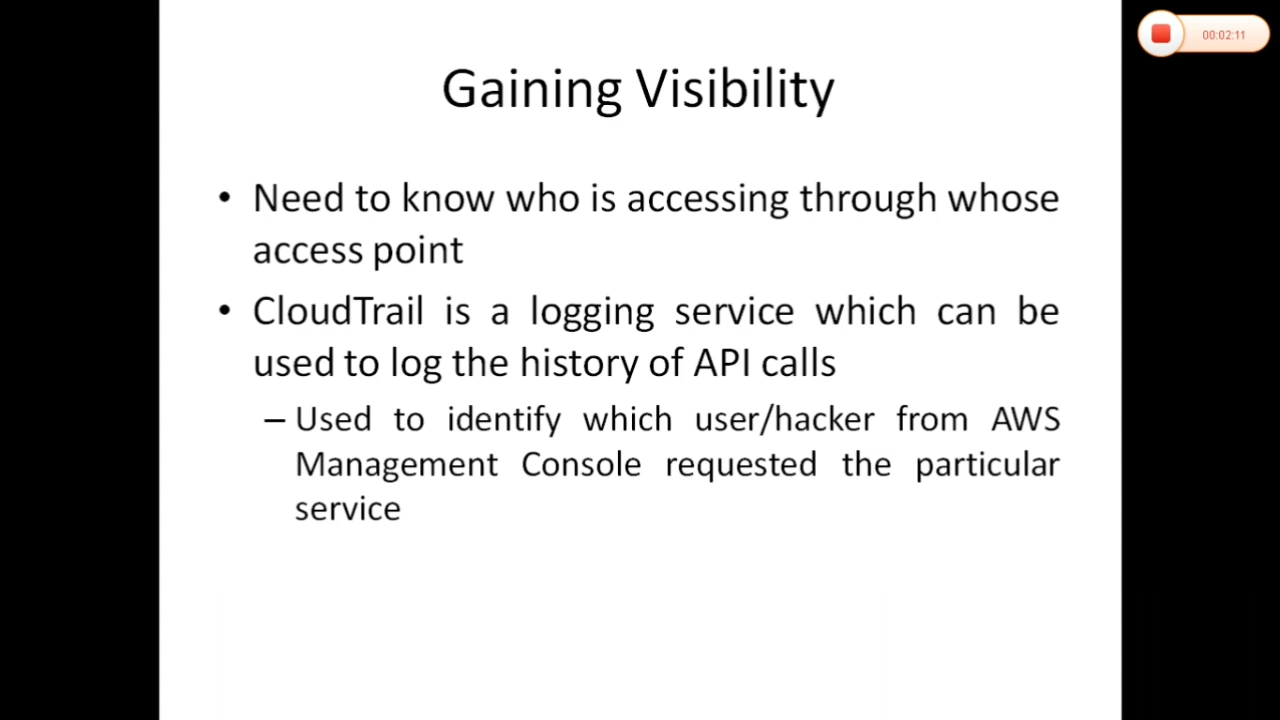 00:02:11
Gaining Visibility
• Need to know who is accessing through whose
access point
• CloudTrail is a logging service which can be
used to log the history of API calls
– Used to identify which user/hacker from AWS
Management Console requested the particular
service